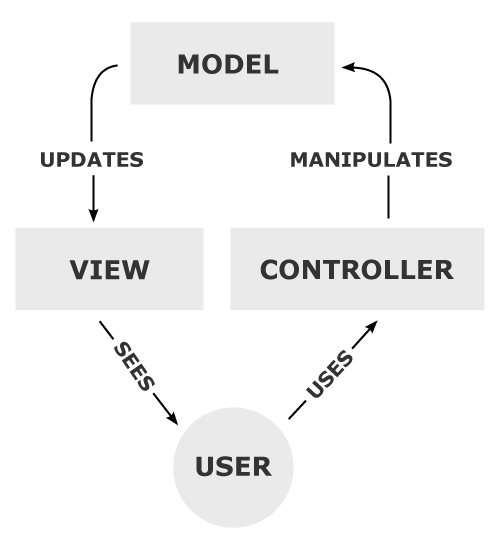 MODEL
UPDATES
MANIPULATES
VIEW
CONTROLLER
SEES
USES
USER